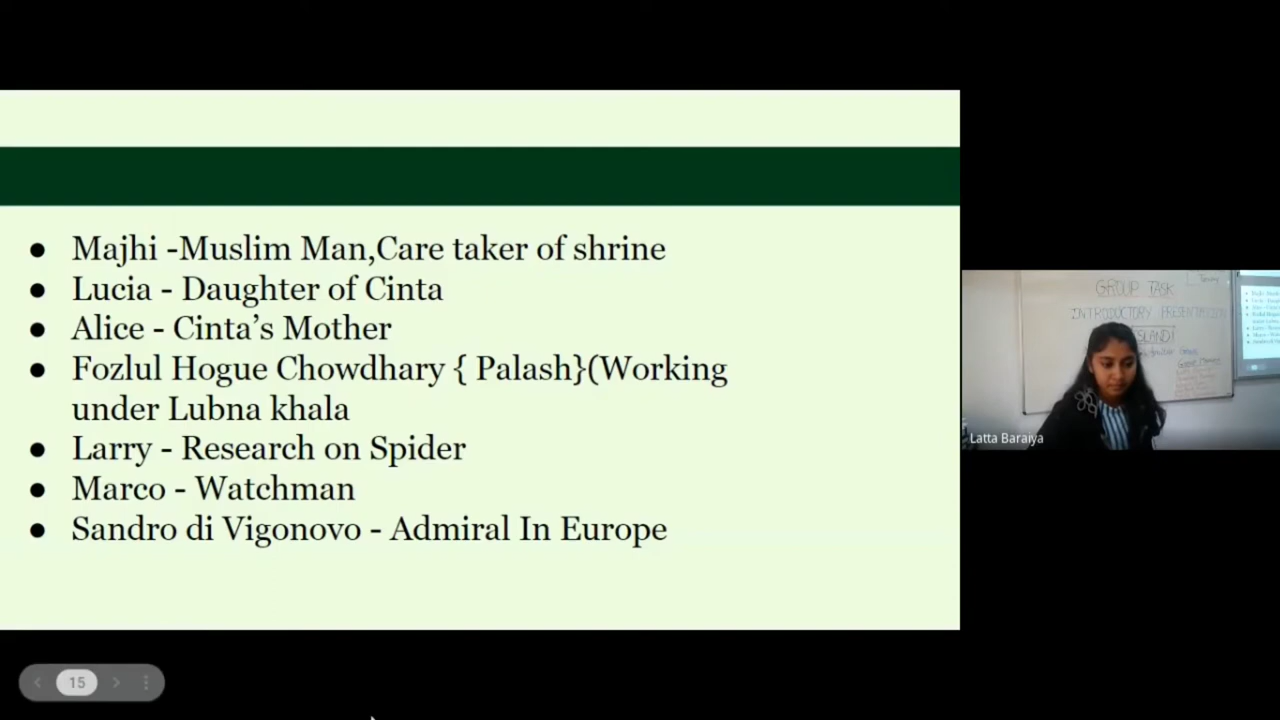 Majhi -Muslim Man,Care taker of shrine
Lucia - Daughter of Cinta
Alice - Cinta’s Mother
Fozlul Hogue Chowdhary { Palash}(Working
under Lubna khala
Larry - Research on Spider
Marco - Watchman
Sandro di Vigonovo - Admiral In Europe
15
GROUP TASK
INTRODUCTORY
Latta Baraiya